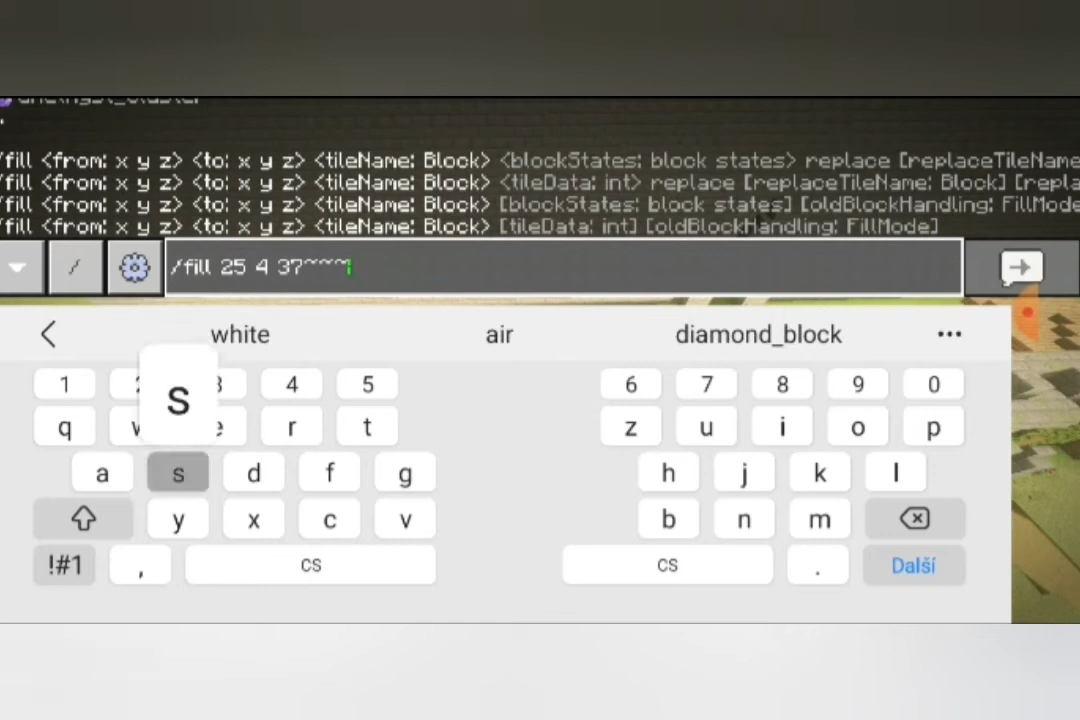 /fill <from: x y z> <to: x y z> <tileName: Block> <blockStates: block states> replace [replaceTileName
/fill <from: x y z> <to: x y z> <tileName: Block> <tileData: int> replace [replaceTileName: Block] [repla
/fill <from: x y z> <to: x y z> <tileName: Block> [blockStates: block states] [oldBlockHandling: FillMode
/fill <from: x y z> <to: x y z> <tileName: Block> [tileData: int] [oldBlockHandling: FillMode]
/ /fill 25 4 37~~~
white air diamond_block
s
1 3 4 5 6 7 8 9 0
q w e r t z u i o p
a s d f g h j k l
y x c v b n m
!#1 , cs cs . Další